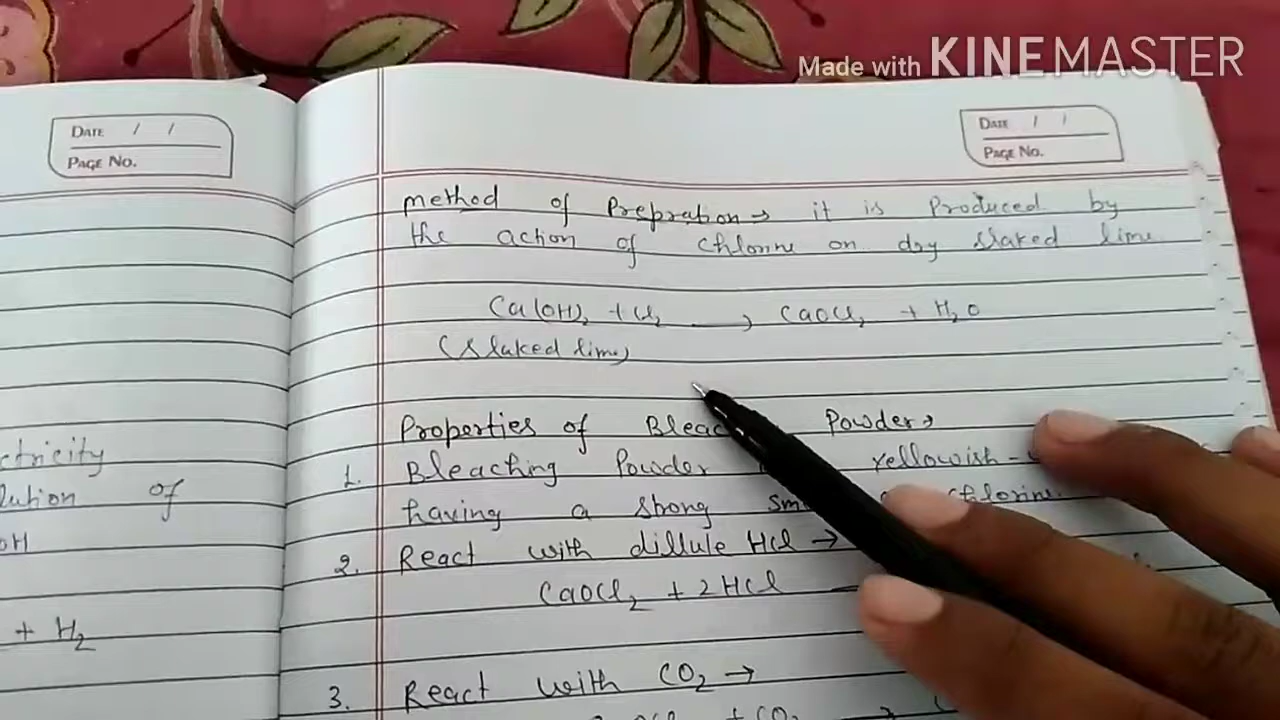 Made with KINEMASTER
DATE / /
PAGE NO.
DATE / /
PAGE NO.
ctricity
lution of
OH
+ H2
method of Prepration → it is Produced by
the action of chlorine on dry slaked lime
Ca(OH)2 + Cl2 → CaOCl2 + H2O
(Slaked lime)
Properties of Bleac Powder→
1. Bleaching Powder yellowish -
having a strong sm chlorine.
2. React with dillute HCl →
CaOCl2 + 2HCl
3. React with CO2 →
+ CO2 →